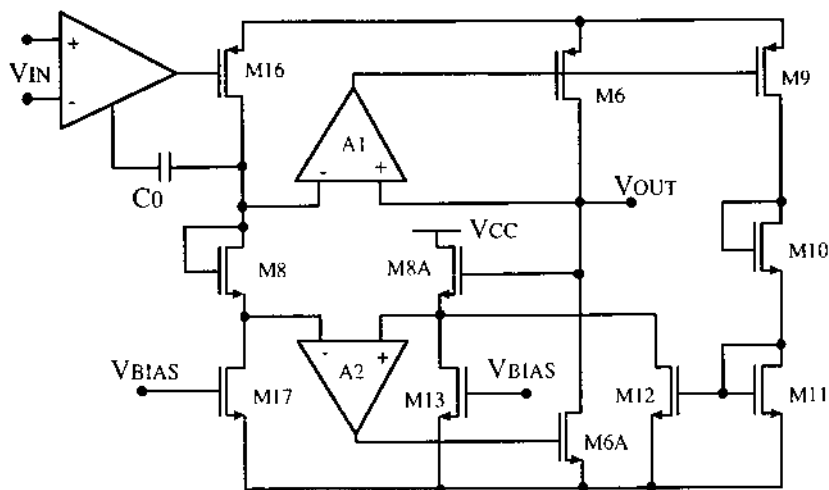 +
VIN
-
M16
M6
M9
A1
- +
C0
VOUT
VCC
M8
M8A
M10
- +
A2
VBIAS
M17
M13
VBIAS
M12
M11
M6A